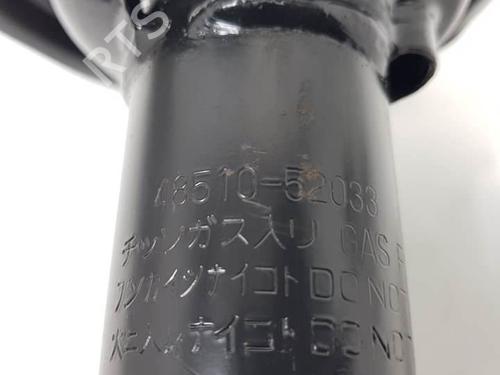 48510-52033
チッソガス入リ GAS
ブンカイシナイコト DO NOT
火ニ入レナイコト DO NOT
PARTS